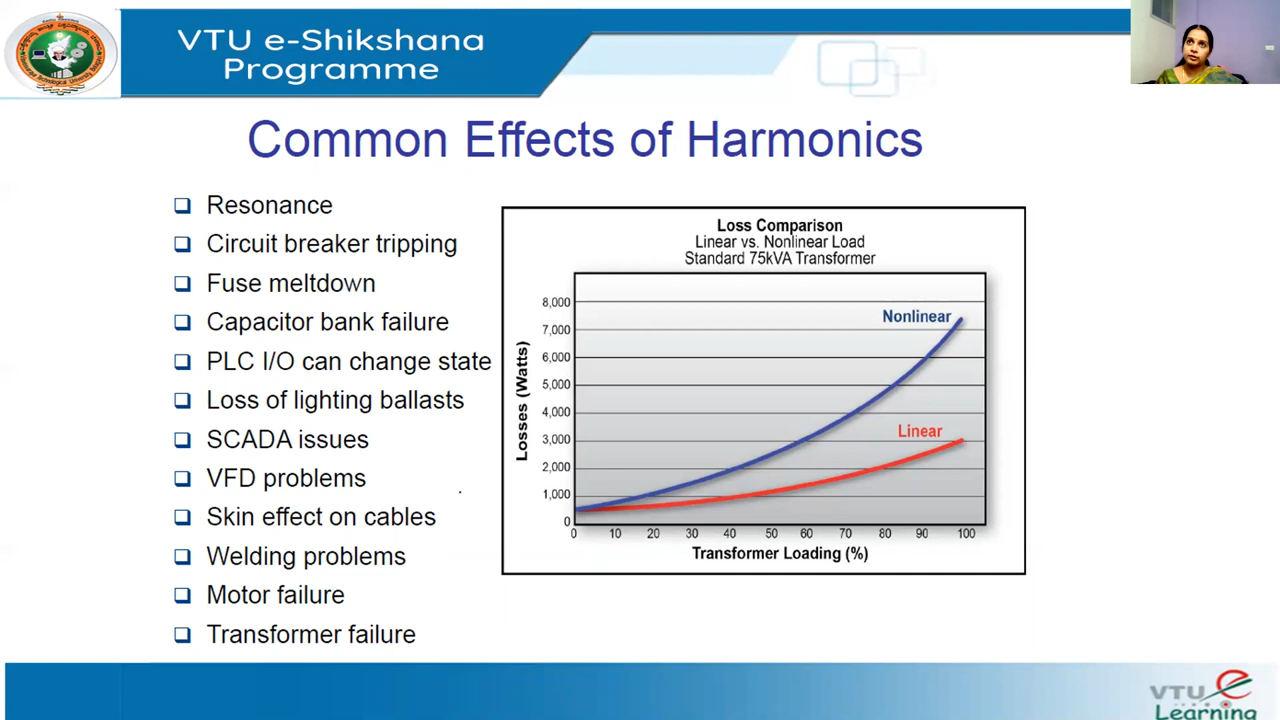 VTU e-Shikshana
Programme
Common Effects of Harmonics
Resonance
Circuit breaker tripping
Fuse meltdown
Capacitor bank failure
PLC I/O can change state
Loss of lighting ballasts
SCADA issues
VFD problems
Skin effect on cables
Welding problems
Motor failure
Transformer failure
Loss Comparison
Linear vs. Nonlinear Load
Standard 75kVA Transformer
Losses (Watts)
8,000
7,000
6,000
5,000
4,000
3,000
2,000
1,000
0
Nonlinear
Linear
0 10 20 30 40 50 60 70 80 90 100
Transformer Loading (%)
VTU e
Learning